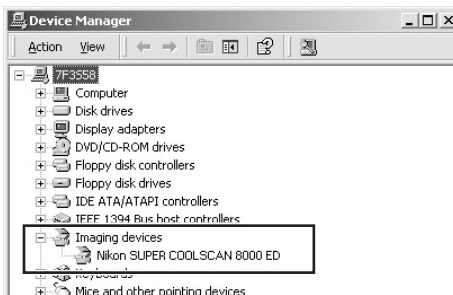 Device Manager
Action View
7F3S58
Computer
Disk drives
Display adapters
DVD/CD-ROM drives
Floppy disk controllers
Floppy disk drives
IDE ATA/ATAPI controllers
IEEE 1394 Bus host controllers
Imaging devices
Nikon SUPER COOLSCAN 8000 ED
Keyboards
Mice and other pointing devices